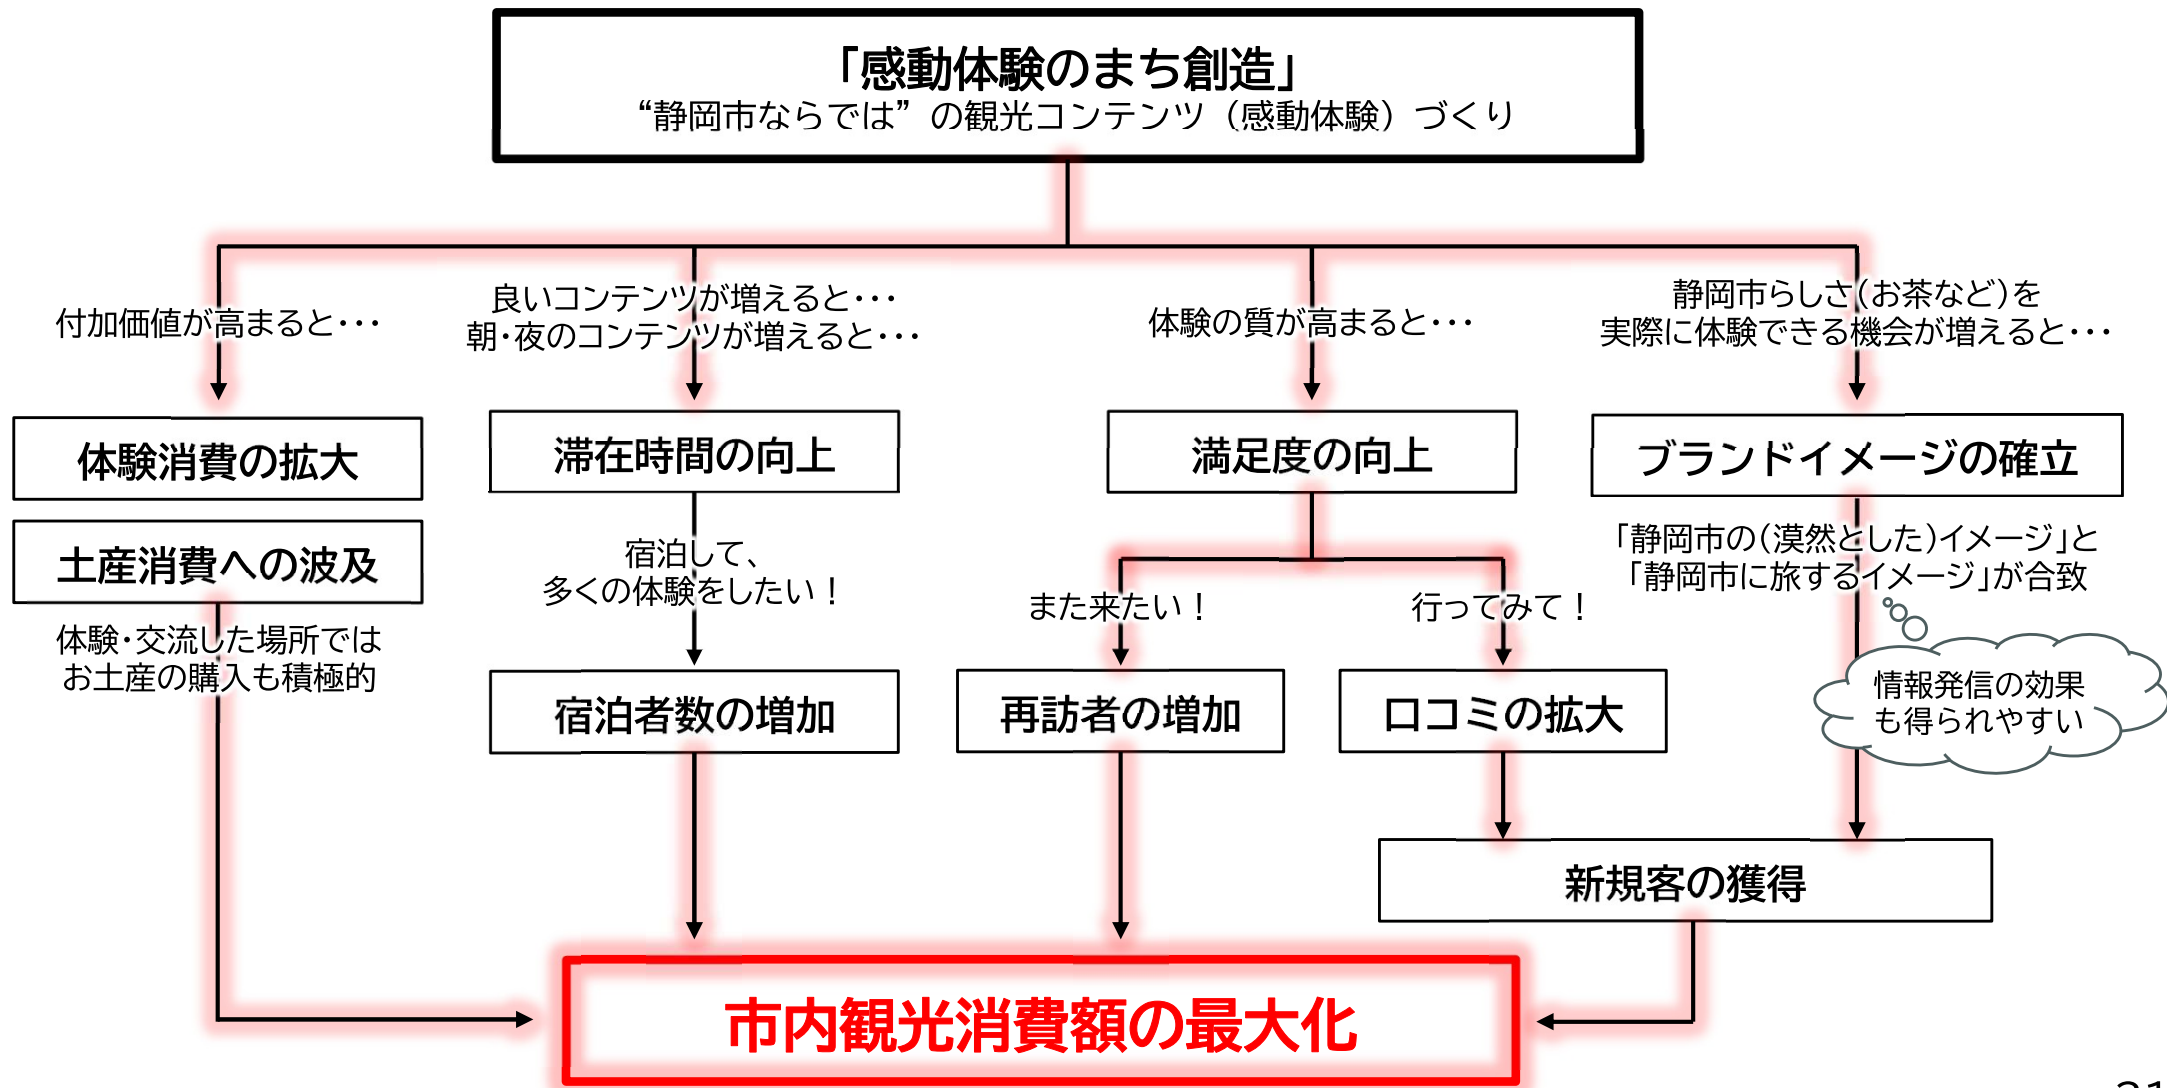 「感動体験のまち創造」
“静岡市ならでは”の観光コンテンツ（感動体験）づくり
付加価値が高まると・・・
良いコンテンツが増えると・・・
朝・夜のコンテンツが増えると・・・
体験の質が高まると・・・
静岡市らしさ（お茶など）を
実際に体験できる機会が増えると・・・
体験消費の拡大
滞在時間の向上
満足度の向上
ブランドイメージの確立
土産消費への波及
体験・交流した場所では
お土産の購入も積極的
宿泊して、
多くの体験をしたい！
また来たい！
行ってみて！
「静岡市の（漠然とした）イメージ」と
「静岡市に旅するイメージ」が合致
情報発信の効果
も得られやすい
宿泊者数の増加
再訪者の増加
口コミの拡大
新規客の獲得
市内観光消費額の最大化